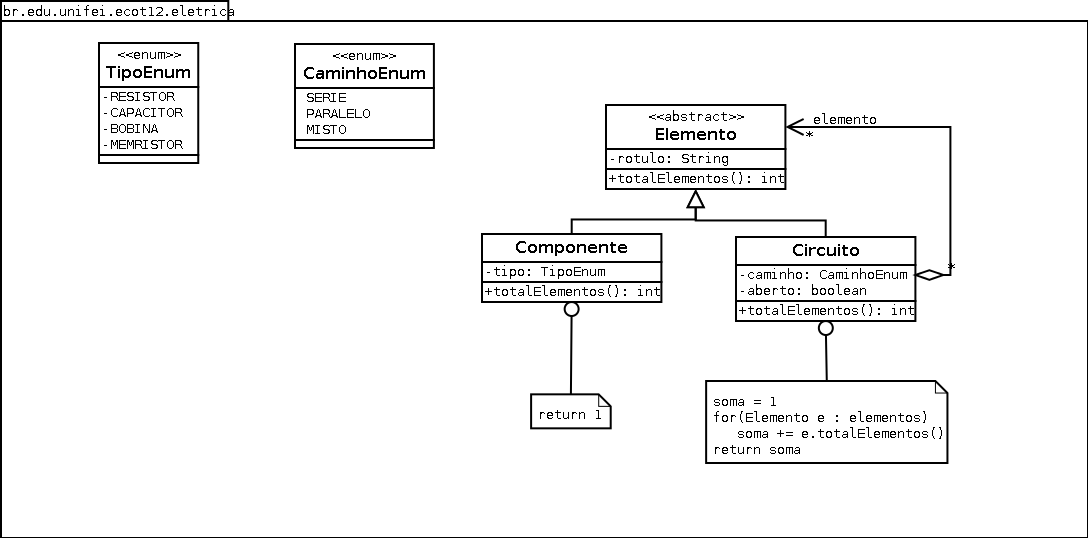 br.edu.unifei.ecot12.eletrica
<<enum>>
TipoEnum
-RESISTOR
-CAPACITOR
-BOBINA
-MEMRISTOR
<<enum>>
CaminhoEnum
SERIE
PARALELO
MISTO
<<abstract>>
Elemento
-rotulo: String
+totalElementos(): int
elemento
*
Componente
-tipo: TipoEnum
+totalElementos(): int
Circuito
-caminho: CaminhoEnum
-aberto: boolean
+totalElementos(): int
*
return 1
soma = 1
for(Elemento e : elementos)
soma += e.totalElementos()
return soma